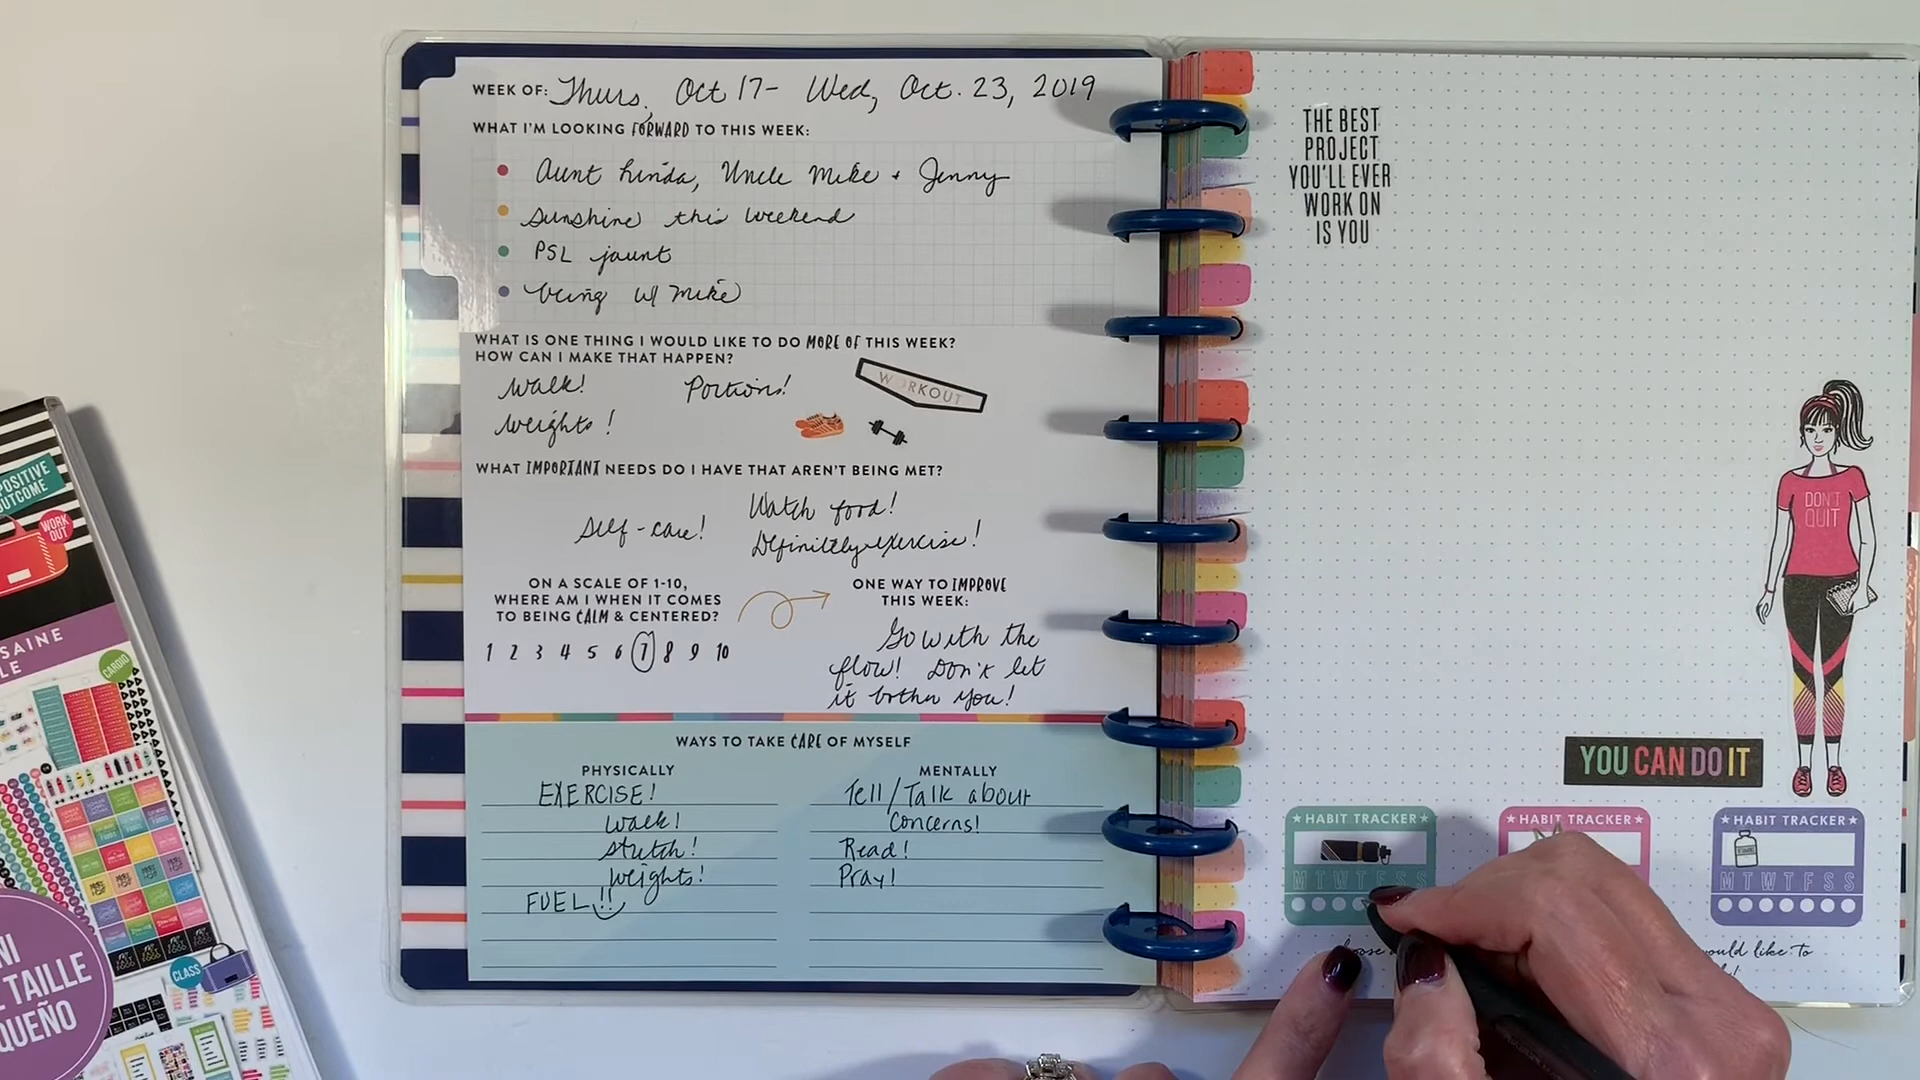 WEEK OF: Thurs, Oct 17- Wed, Oct. 23, 2019
WHAT I'M LOOKING FORWARD TO THIS WEEK:
Aunt Linda, Uncle Mike + Jenny
sunshine this weekend
PSL jaunt
being w/ Mike
WHAT IS ONE THING I WOULD LIKE TO DO MORE OF THIS WEEK?
HOW CAN I MAKE THAT HAPPEN?
walk!
Portions!
WORKOUT
weights!
WHAT IMPORTANT NEEDS DO I HAVE THAT AREN'T BEING MET?
self-care!
Watch food!
Definitely exercise!
ON A SCALE OF 1-10,
WHERE AM I WHEN IT COMES
TO BEING CALM & CENTERED?
1 2 3 4 5 6 7 8 9 10
ONE WAY TO IMPROVE
THIS WEEK:
Go with the
flow! Don't let
it bother you!
WAYS TO TAKE CARE OF MYSELF
PHYSICALLY
EXERCISE!
walk!
stretch!
weights!
FUEL!!
MENTALLY
Tell/Talk about
Concerns!
Read!
Pray!
THE BEST
PROJECT
YOU'LL EVER
WORK ON
IS YOU
DON'T
QUIT
YOU CAN DO IT
HABIT TRACKER
M T W T F S S
HABIT TRACKER
HABIT TRACKER
M T W T F S S
would like to
POSITIVE
OUTCOME
WORK
OUT
CARDIO
CLASS
TAILLE